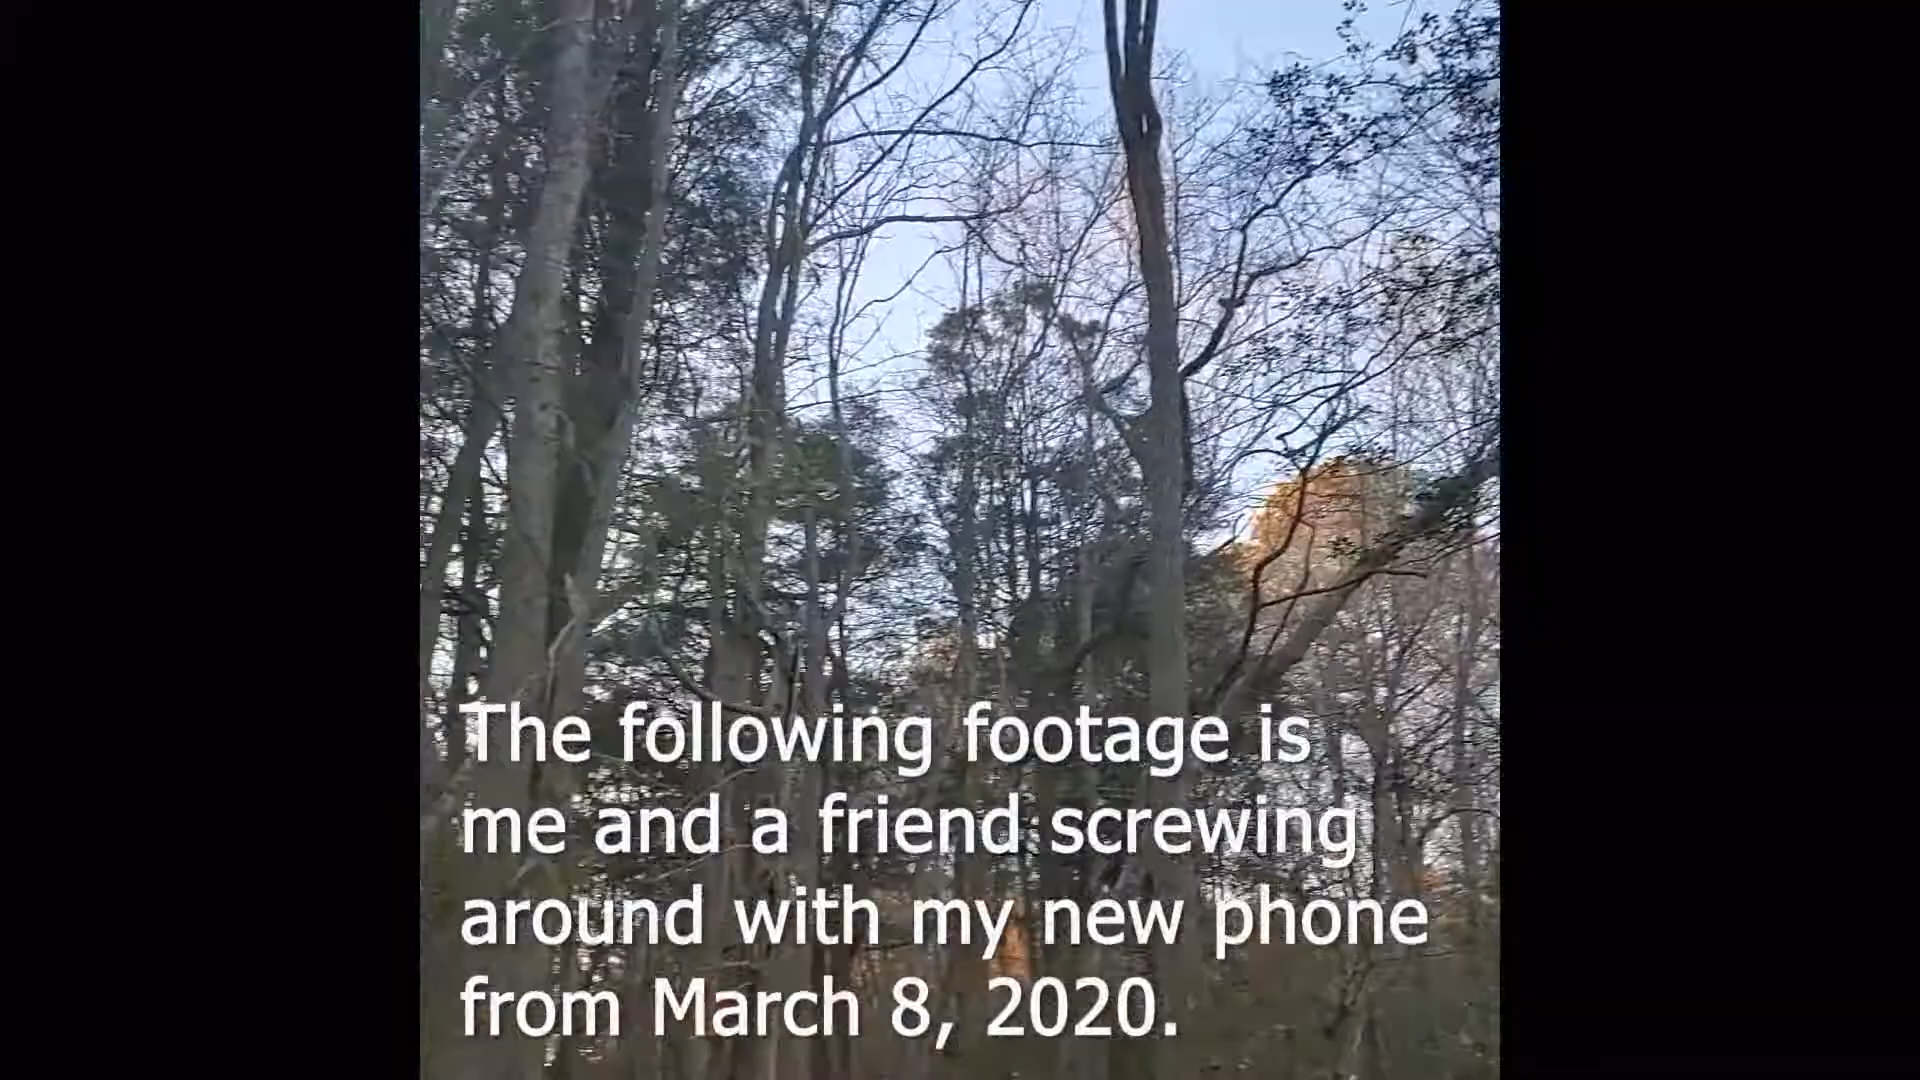 The following footage is
me and a friend screwing
around with my new phone
from March 8, 2020.